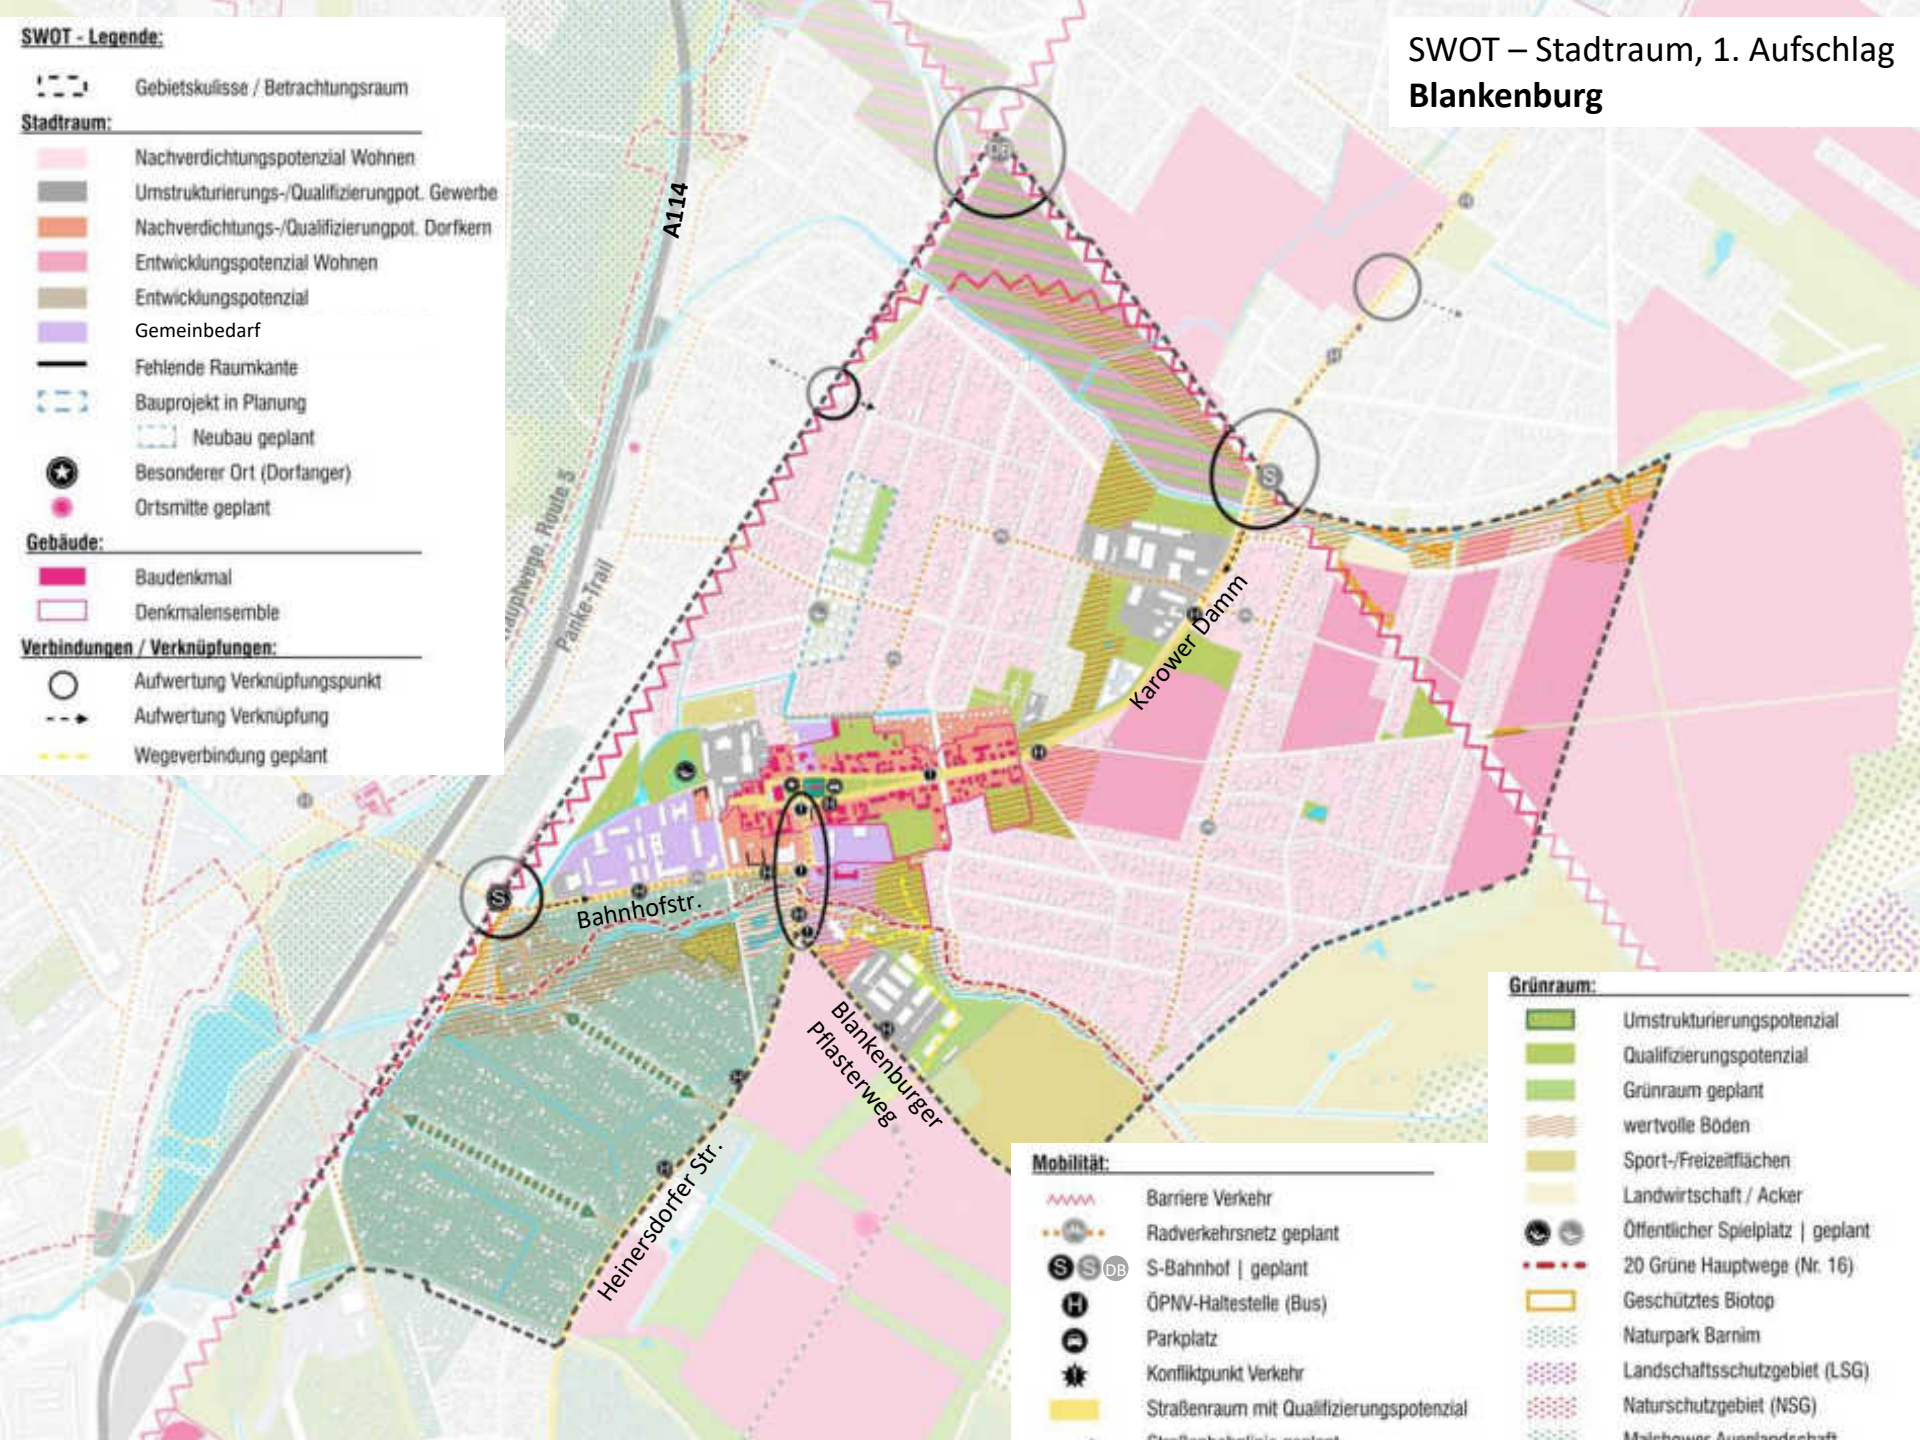 SWOT – Stadtraum, 1. Aufschlag
Blankenburg
SWOT - Legende:
Gebietskulisse / Betrachtungsraum
Stadtraum:
Nachverdichtungspotenzial Wohnen
Umstrukturierungs-/Qualifizierungpot. Gewerbe
Nachverdichtungs-/Qualifizierungpot. Dorfkern
Entwicklungspotenzial Wohnen
Entwicklungspotenzial
Gemeinbedarf
Fehlende Raumkante
Bauprojekt in Planung
Neubau geplant
Besonderer Ort (Dorfanger)
Ortsmitte geplant
Gebäude:
Baudenkmal
Denkmalensemble
Verbindungen / Verknüpfungen:
Aufwertung Verknüpfungspunkt
Aufwertung Verknüpfung
Wegeverbindung geplant
A114
Route 5
Panke-Trail
Karower Damm
Bahnhofstr.
Blankenburger
Pflasterweg
Heinersdorfer Str.
Mobilität:
Barriere Verkehr
Radverkehrsnetz geplant
S S DB S-Bahnhof | geplant
H ÖPNV-Haltestelle (Bus)
Parkplatz
Konfliktpunkt Verkehr
Straßenraum mit Qualifizierungspotenzial
Grünraum:
Umstrukturierungspotenzial
Qualifizierungspotenzial
Grünraum geplant
wertvolle Böden
Sport-/Freizeitflächen
Landwirtschaft / Acker
Öffentlicher Spielplatz | geplant
20 Grüne Hauptwege (Nr. 16)
Geschütztes Biotop
Naturpark Barnim
Landschaftsschutzgebiet (LSG)
Naturschutzgebiet (NSG)